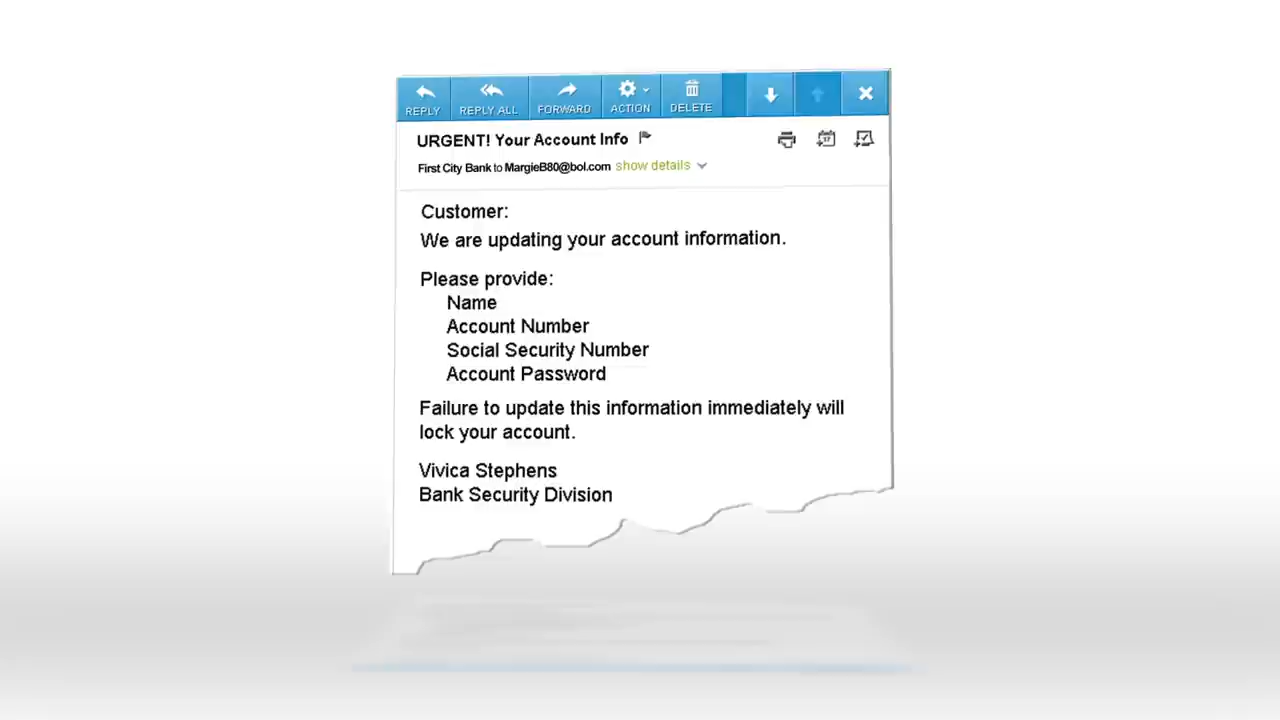 REPLY REPLY ALL FORWARD ACTION DELETE
URGENT! Your Account Info
17
First City Bank to MargieB80@bol.com show details
Customer:
We are updating your account information.
Please provide:
Name
Account Number
Social Security Number
Account Password
Failure to update this information immediately will
lock your account.
Vivica Stephens
Bank Security Division